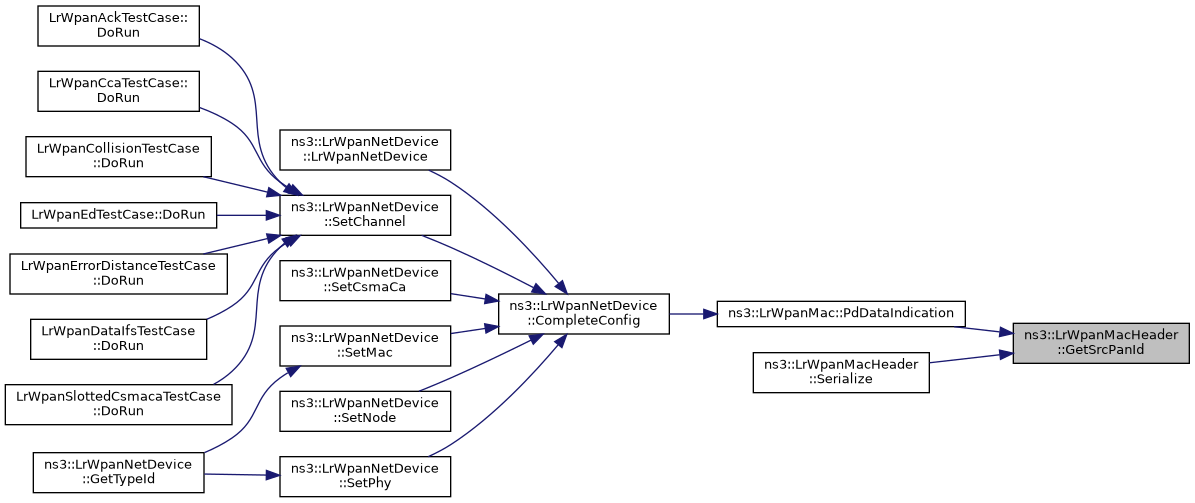 LrWpanAckTestCase::
DoRun
LrWpanCcaTestCase::
DoRun
LrWpanCollisionTestCase
::DoRun
LrWpanEdTestCase::DoRun
LrWpanErrorDistanceTestCase
::DoRun
LrWpanDataIfsTestCase
::DoRun
LrWpanSlottedCsmacaTestCase
::DoRun
ns3::LrWpanNetDevice
::GetTypeId
ns3::LrWpanNetDevice
::LrWpanNetDevice
ns3::LrWpanNetDevice
::SetChannel
ns3::LrWpanNetDevice
::SetCsmaCa
ns3::LrWpanNetDevice
::SetMac
ns3::LrWpanNetDevice
::SetNode
ns3::LrWpanNetDevice
::SetPhy
ns3::LrWpanNetDevice
::CompleteConfig
ns3::LrWpanMac::PdDataIndication
ns3::LrWpanMacHeader
::Serialize
ns3::LrWpanMacHeader
::GetSrcPanId